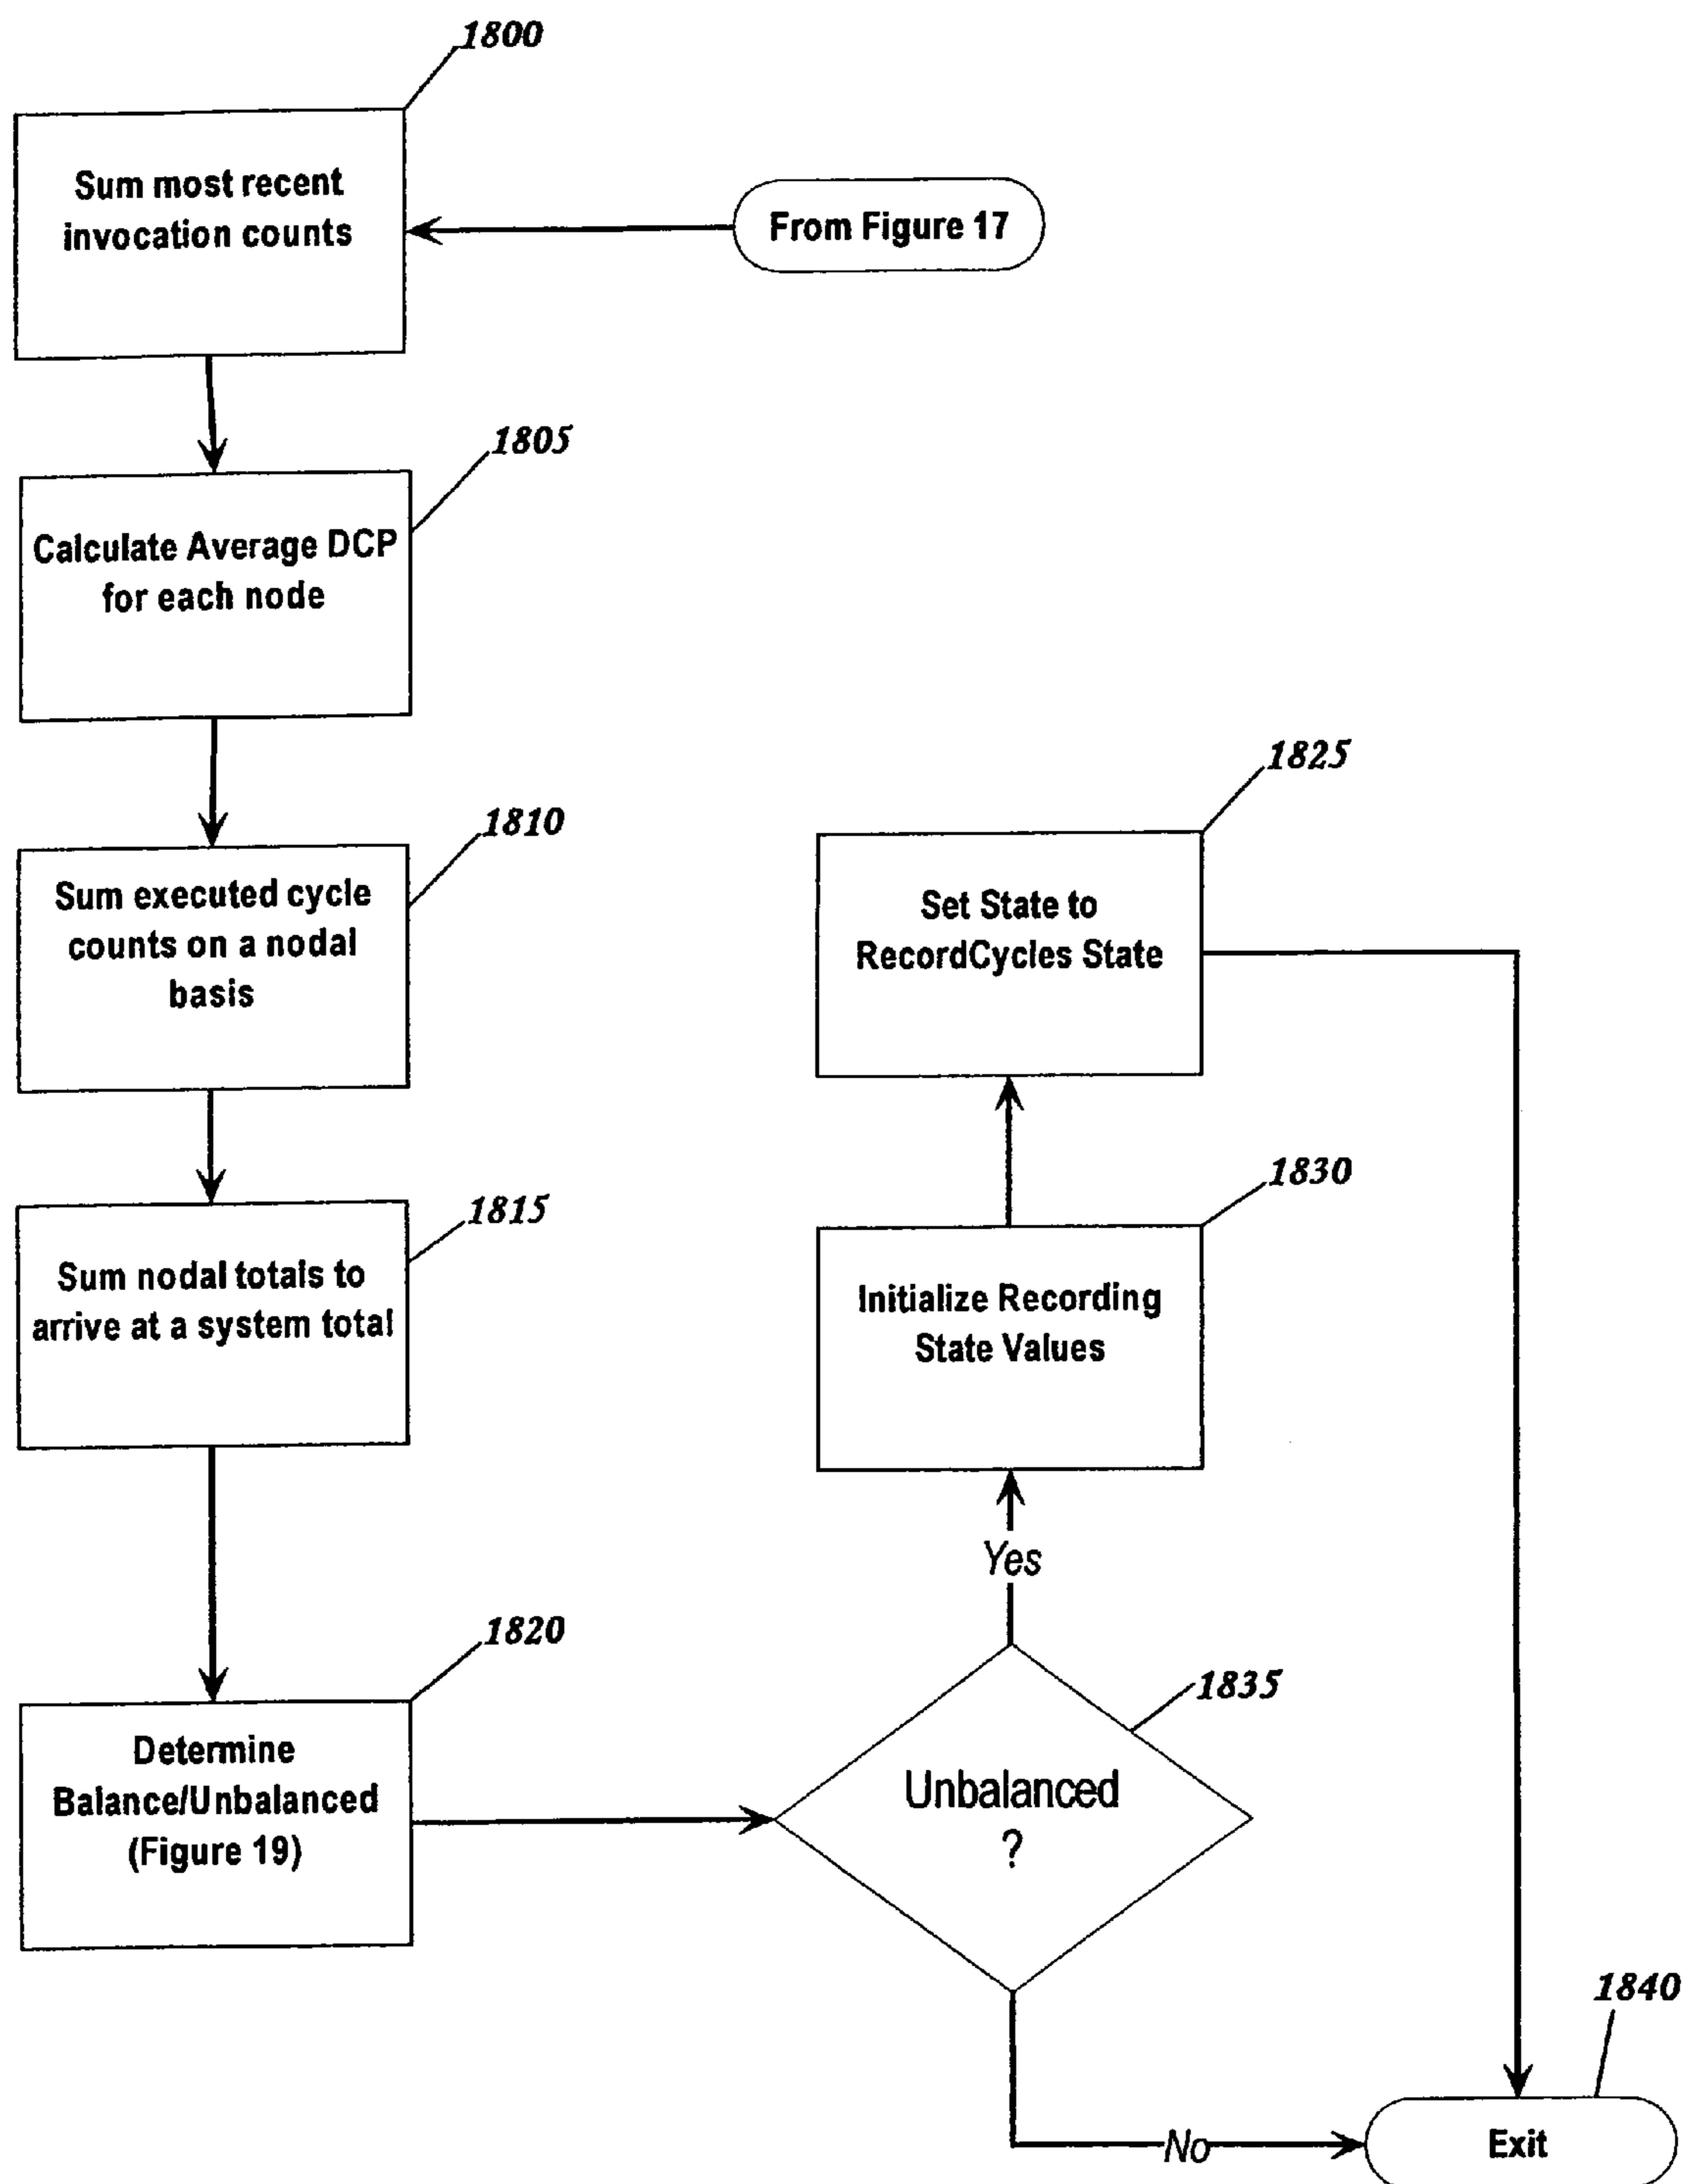 1800
Sum most recent
invocation counts
From Figure 17
1805
Calculate Average DCP
for each node
1810
Sum executed cycle
counts on a nodal
basis
1815
Sum nodal totals to
arrive at a system total
1820
Determine
Balance/Unbalanced
(Figure 19)
1835
Unbalanced
?
Yes
1830
Initialize Recording
State Values
1825
Set State to
RecordCycles State
No
1840
Exit